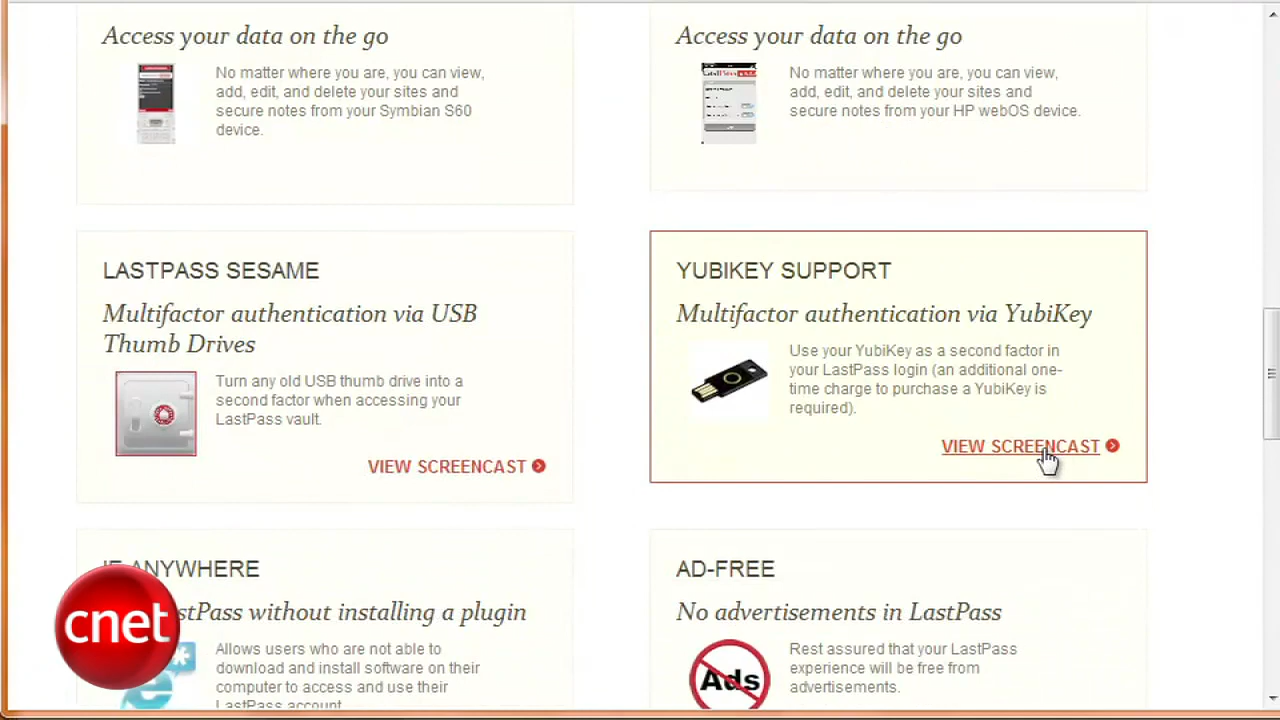 Access your data on the go
No matter where you are, you can view,
add, edit, and delete your sites and
secure notes from your Symbian S60
device.
Access your data on the go
No matter where you are, you can view,
add, edit, and delete your sites and
secure notes from your HP webOS device.
LASTPASS SESAME
Multifactor authentication via USB
Thumb Drives
Turn any old USB thumb drive into a
second factor when accessing your
LastPass vault.
VIEW SCREENCAST
YUBIKEY SUPPORT
Multifactor authentication via YubiKey
Use your YubiKey as a second factor in
your LastPass login (an additional one-
time charge to purchase a YubiKey is
required).
VIEW SCREENCAST
IE ANYWHERE
stPass without installing a plugin
Allows users who are not able to
download and install software on their
computer to access and use their
LastPass account.
AD-FREE
No advertisements in LastPass
Ads
Rest assured that your LastPass
experience will be free from
advertisements.
cnet